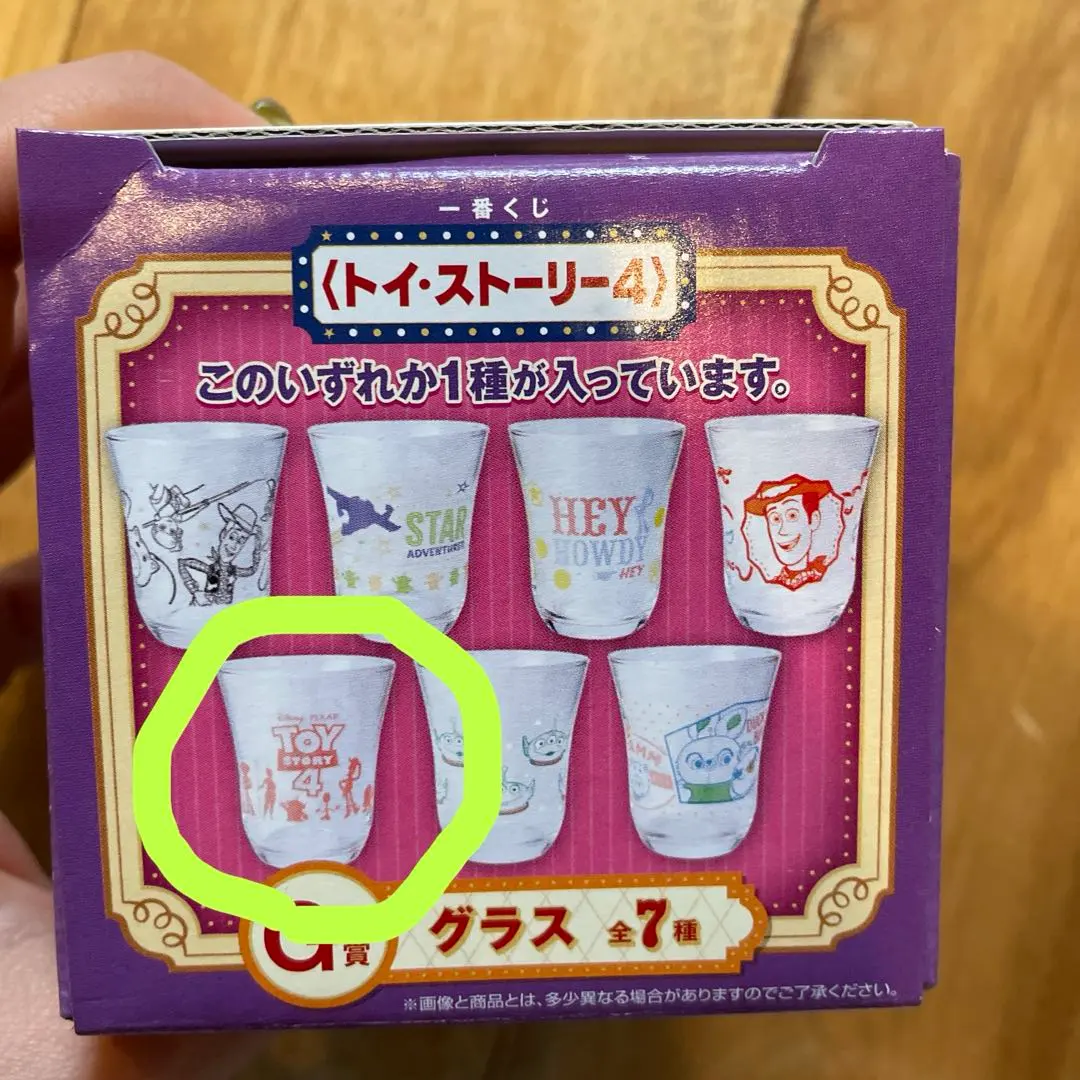 一番くじ
〈トイ・ストーリー4〉
このいずれか1種が入っています。
STAR
ADVENTURE
HEY
HOWDY
HEY
Disney PIXAR
TOY
STORY
4
G賞
グラス 全7種
※画像と商品とは、多少異なる場合がありますのでご了承ください。